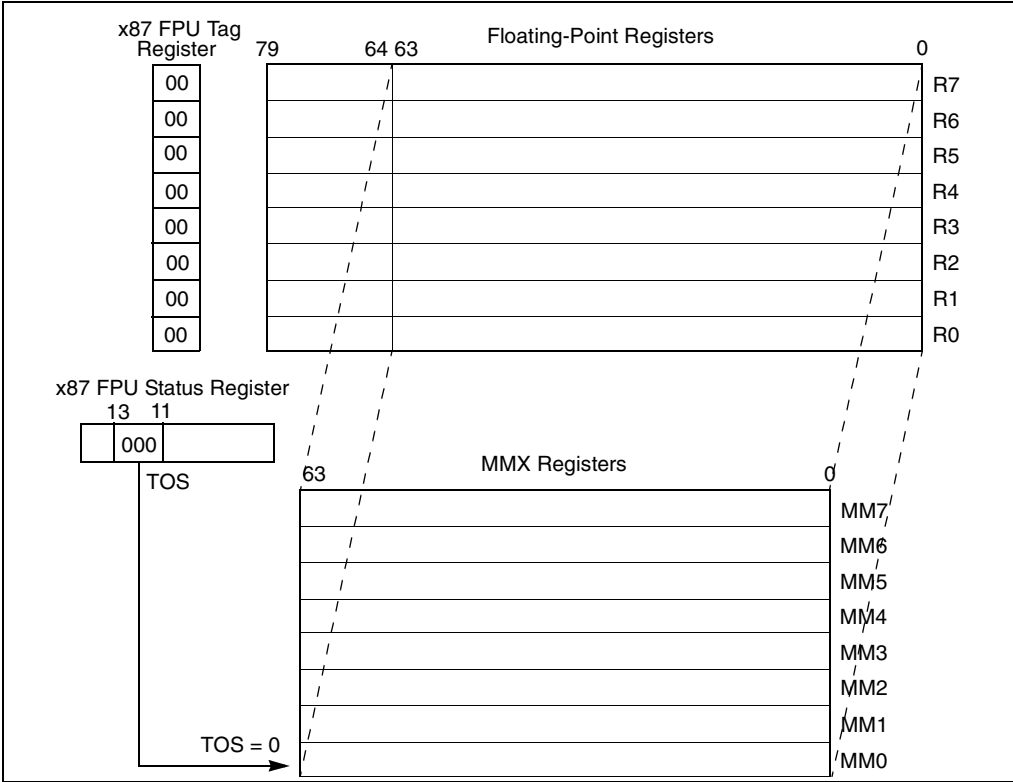 x87 FPU Tag
Register
79
64 63
Floating-Point Registers
0
00
R7
00
R6
00
R5
00
R4
00
R3
00
R2
00
R1
00
R0
x87 FPU Status Register
13
11
000
TOS
63
MMX Registers
0
MM7
MM6
MM5
MM4
MM3
MM2
MM1
TOS = 0
MM0